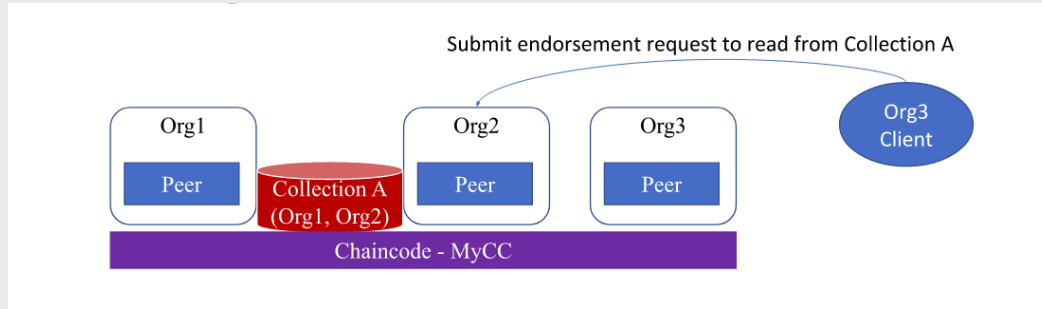 Submit endorsement request to read from Collection A
Org1
Org2
Org3
Org3
Client
Peer
Collection A
(Org1, Org2)
Peer
Peer
Chaincode - MyCC